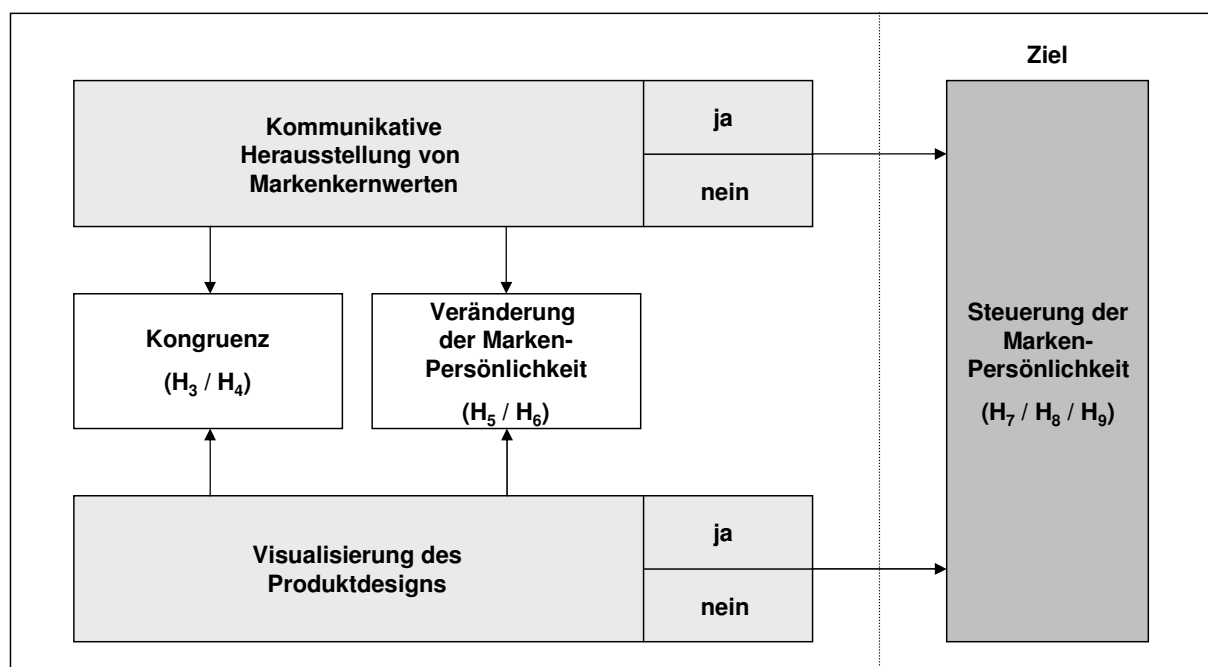 Ziel
Kommunikative
Herausstellung von
Markenkernwerten
ja
nein
Kongruenz
(H₃ / H₄)
Veränderung
der Marken-
Persönlichkeit
(H₅ / H₆)
Steuerung der
Marken-
Persönlichkeit
(H₇ / H₈ / H₉)
Visualisierung des
Produktdesigns
ja
nein